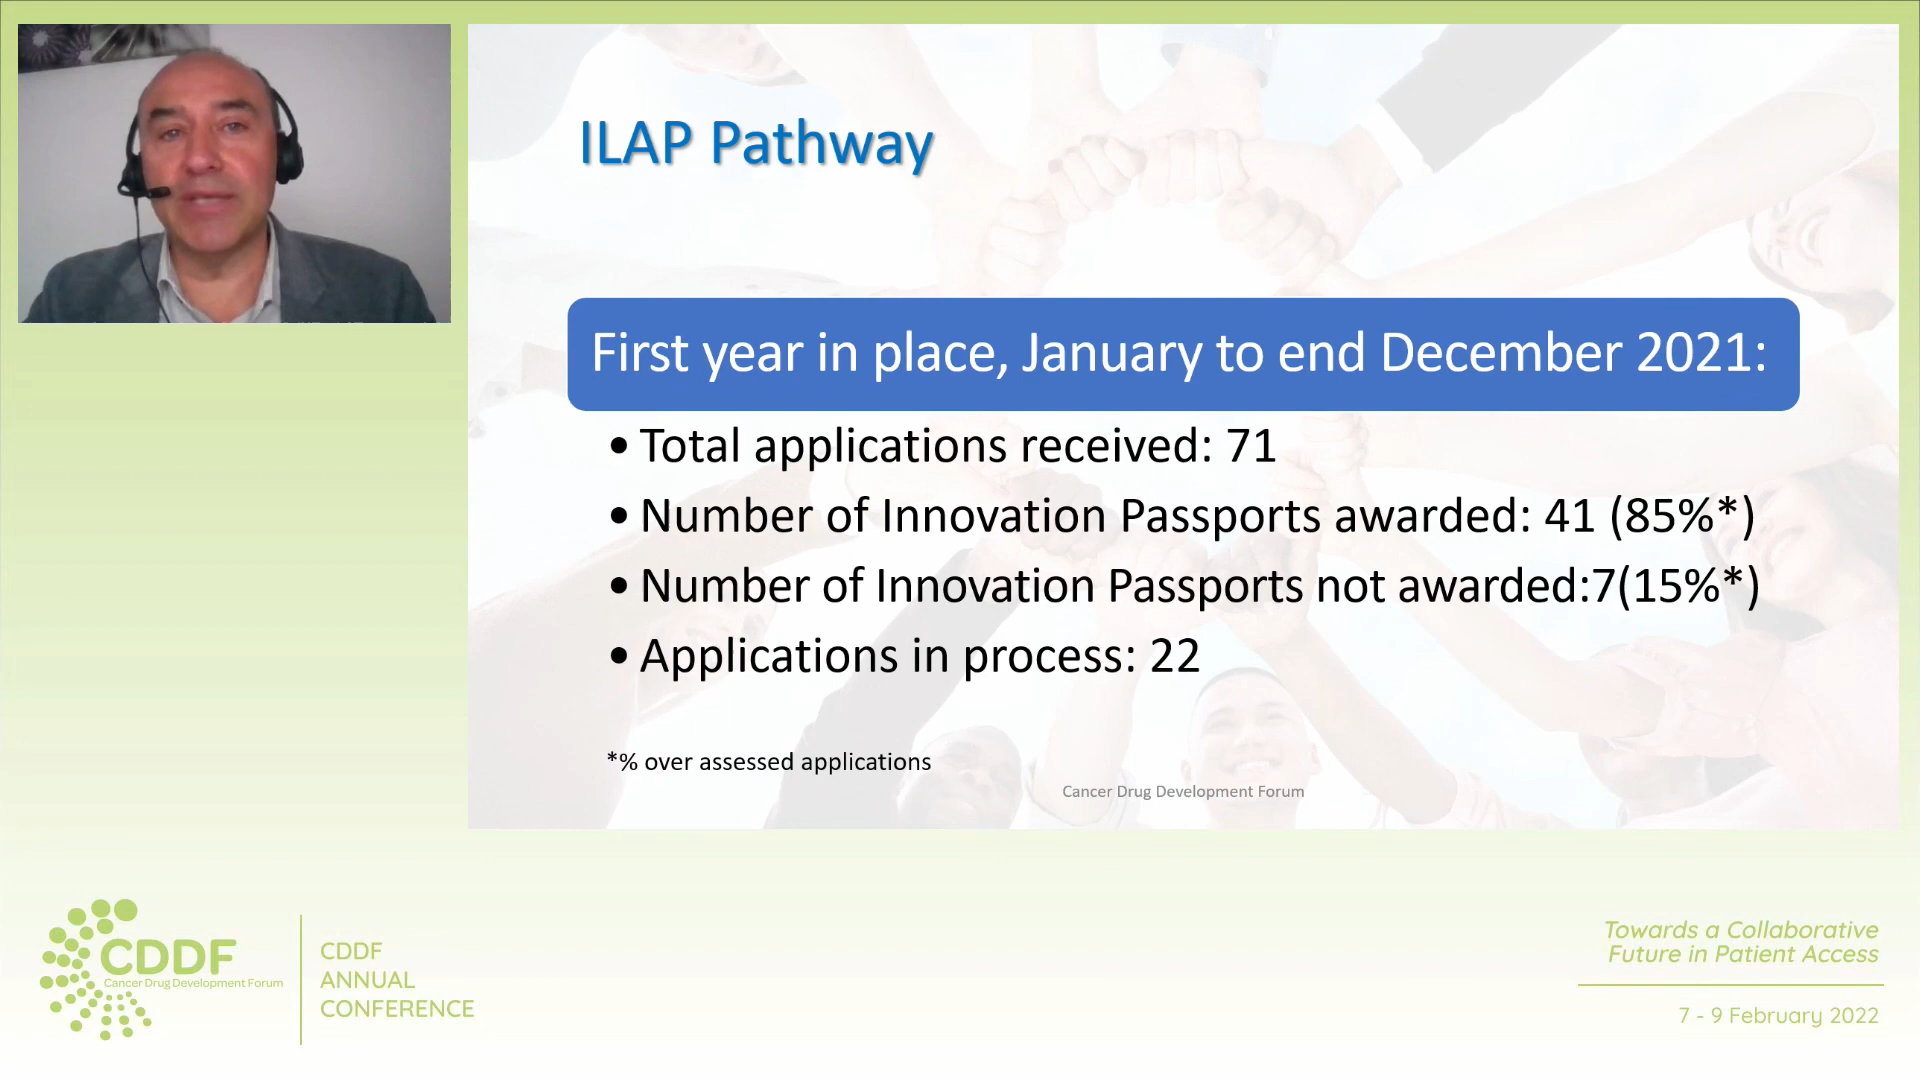 ILAP Pathway
First year in place, January to end December 2021:
• Total applications received: 71
• Number of Innovation Passports awarded: 41 (85%*)
• Number of Innovation Passports not awarded:7(15%*)
• Applications in process: 22
*% over assessed applications
Cancer Drug Development Forum
CDDF
Cancer Drug Development Forum
CDDF
ANNUAL
CONFERENCE
Towards a Collaborative
Future in Patient Access
7 - 9 February 2022